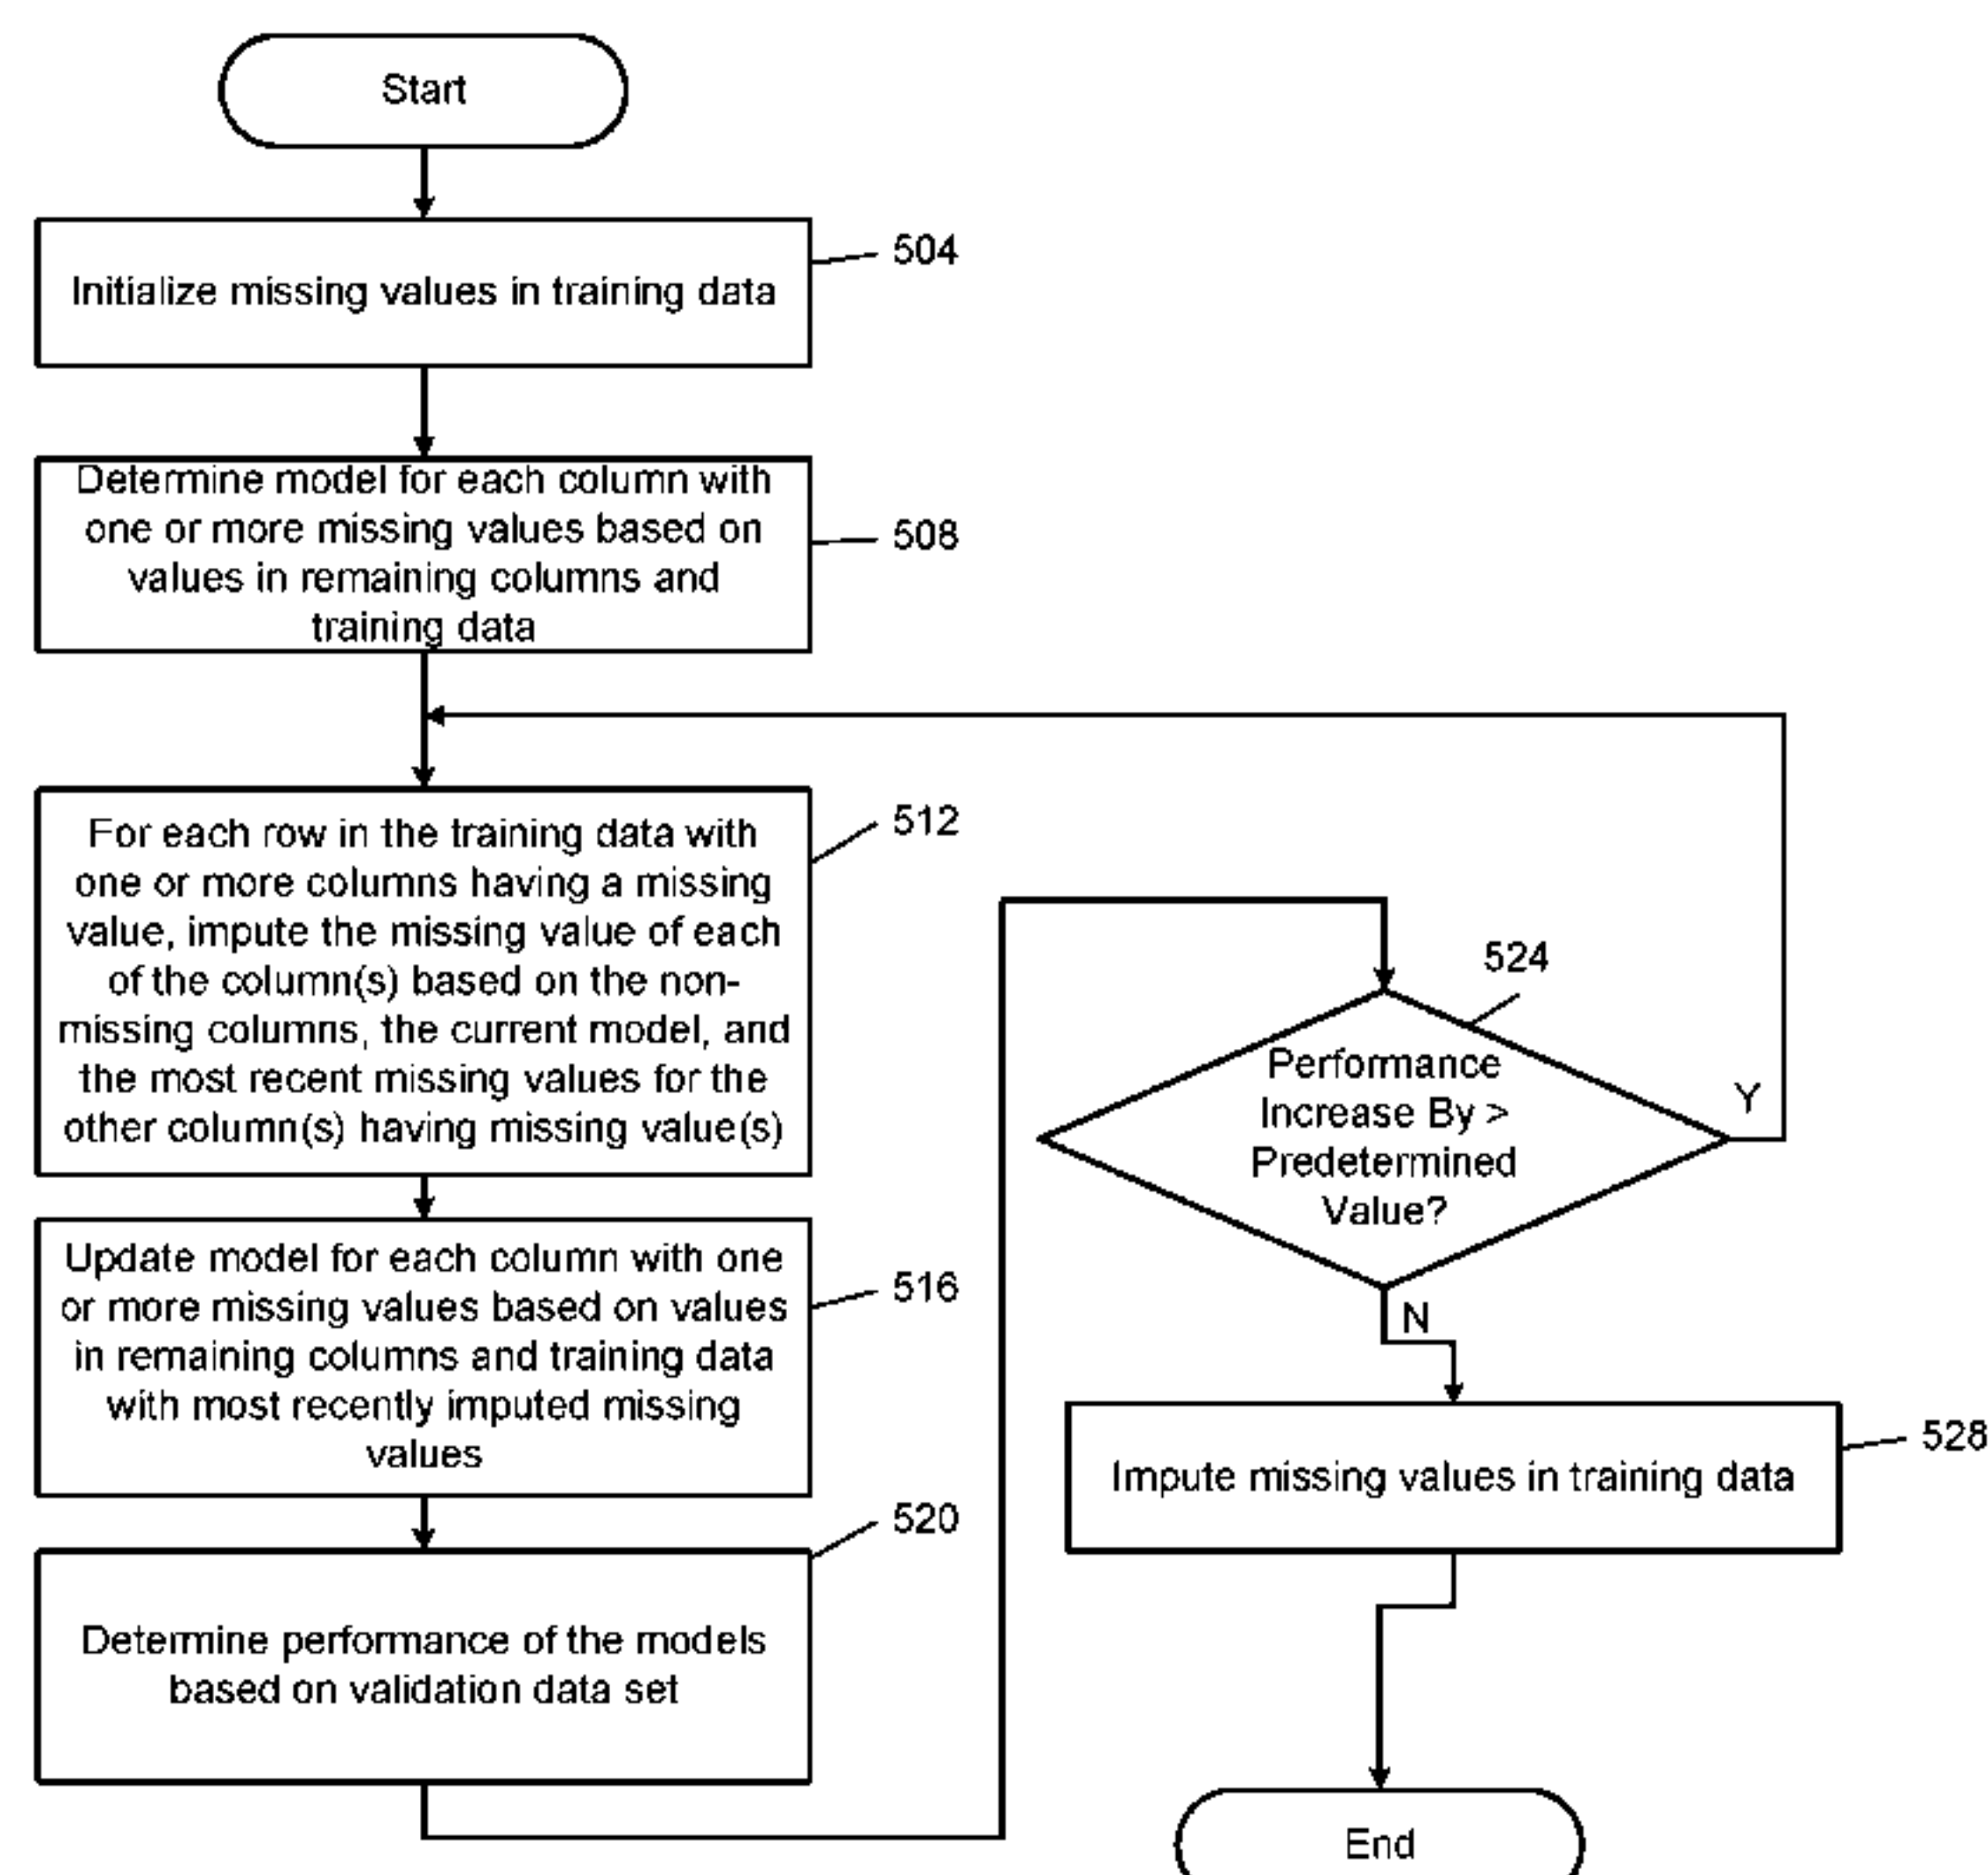 Start
504
Initialize missing values in training data
508
Determine model for each column with
one or more missing values based on
values in remaining columns and
training data
512
For each row in the training data with
one or more columns having a missing
value, impute the missing value of each
of the column(s) based on the non-
missing columns, the current model, and
the most recent missing values for the
other column(s) having missing value(s)
516
Update model for each column with one
or more missing values based on values
in remaining columns and training data
with most recently imputed missing
values
520
Determine performance of the models
based on validation data set
524
Performance
Increase By >
Predetermined
Value?
Y
N
528
Impute missing values in training data
End